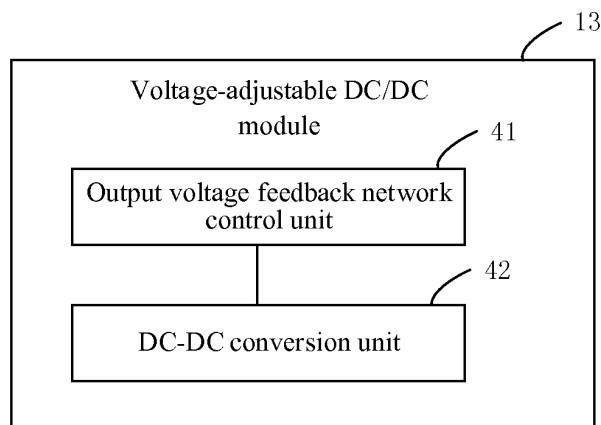 13
Voltage-adjustable DC/DC
module
41
Output voltage feedback network
control unit
42
DC-DC conversion unit